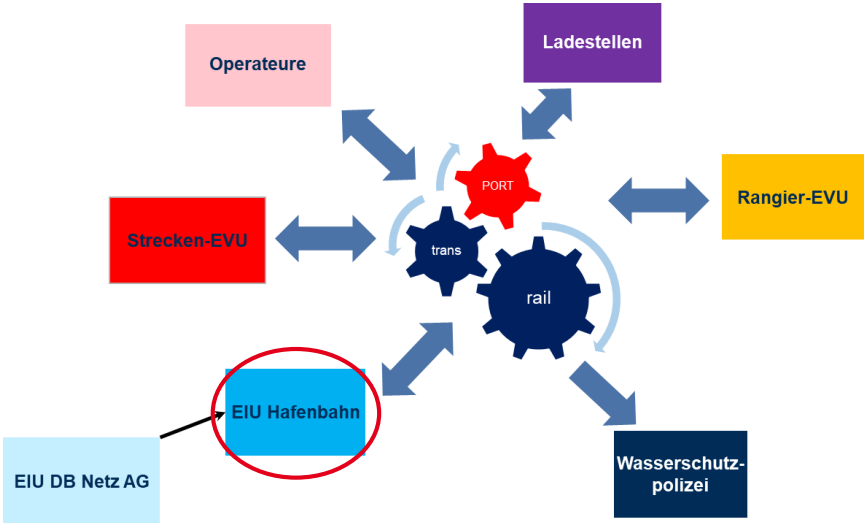 Ladestellen
Operateure
PORT
Rangier-EVU
Strecken-EVU
trans
rail
EIU Hafenbahn
Wasserschutz-
polizei
EIU DB Netz AG